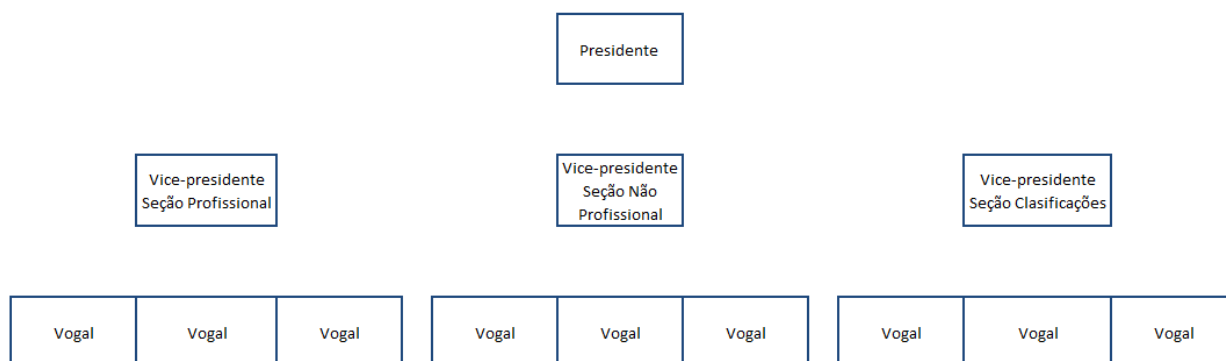 Presidente
Vice-presidente
Seção Profissional
Vice-presidente
Seção Não
Profissional
Vice-presidente
Seção Clasificações
Vogal
Vogal
Vogal
Vogal
Vogal
Vogal
Vogal
Vogal
Vogal